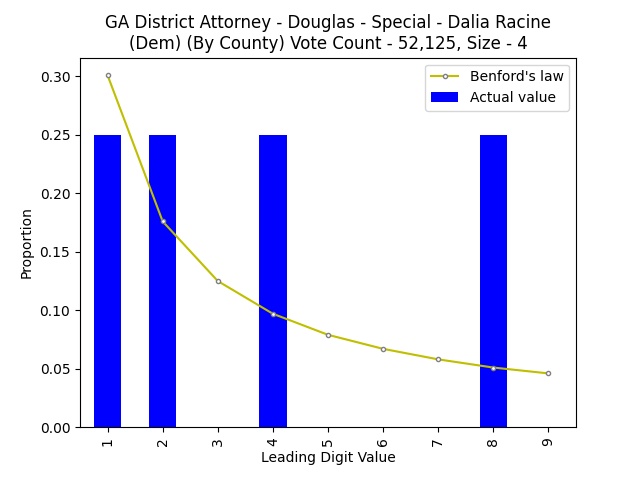 GA District Attorney - Douglas - Special - Dalia Racine
(Dem) (By County) Vote Count - 52,125, Size - 4
Benford's law
Actual value
0.30
0.25
0.20
0.15
0.10
0.05
0.00
Proportion
1 2 3 4 5 6 7 8 9
Leading Digit Value